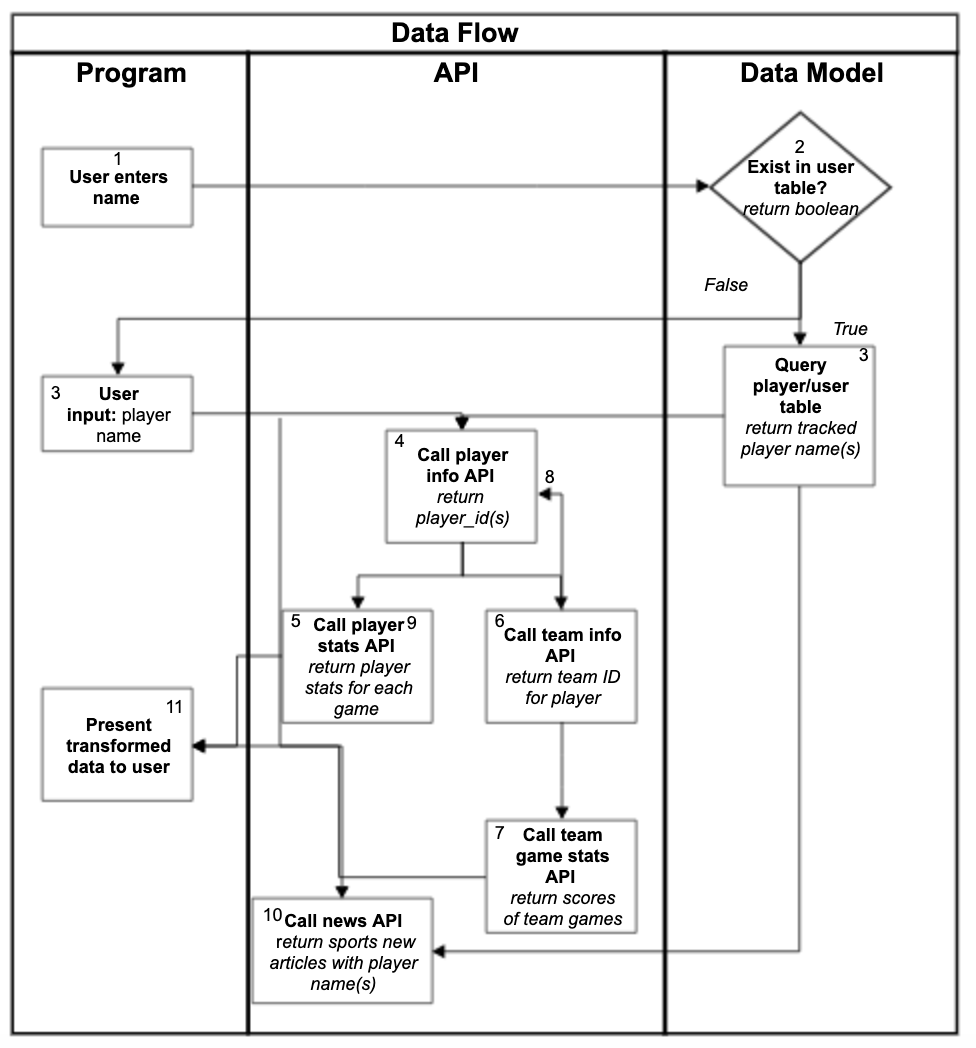 Data Flow
Program
API
Data Model
1
User enters
name
2
Exist in user
table?
return boolean
False
True
3
User
input: player
name
3
Query
player/user
table
return tracked
player name(s)
4
Call player
info API
return
player_id(s)
8
5
Call player
9
stats API
return player
stats for each
game
6
Call team info
API
return team ID
for player
11
Present
transformed
data to user
7
Call team
game stats
API
return scores
of team games
10
Call news API
return sports new
articles with player
name(s)